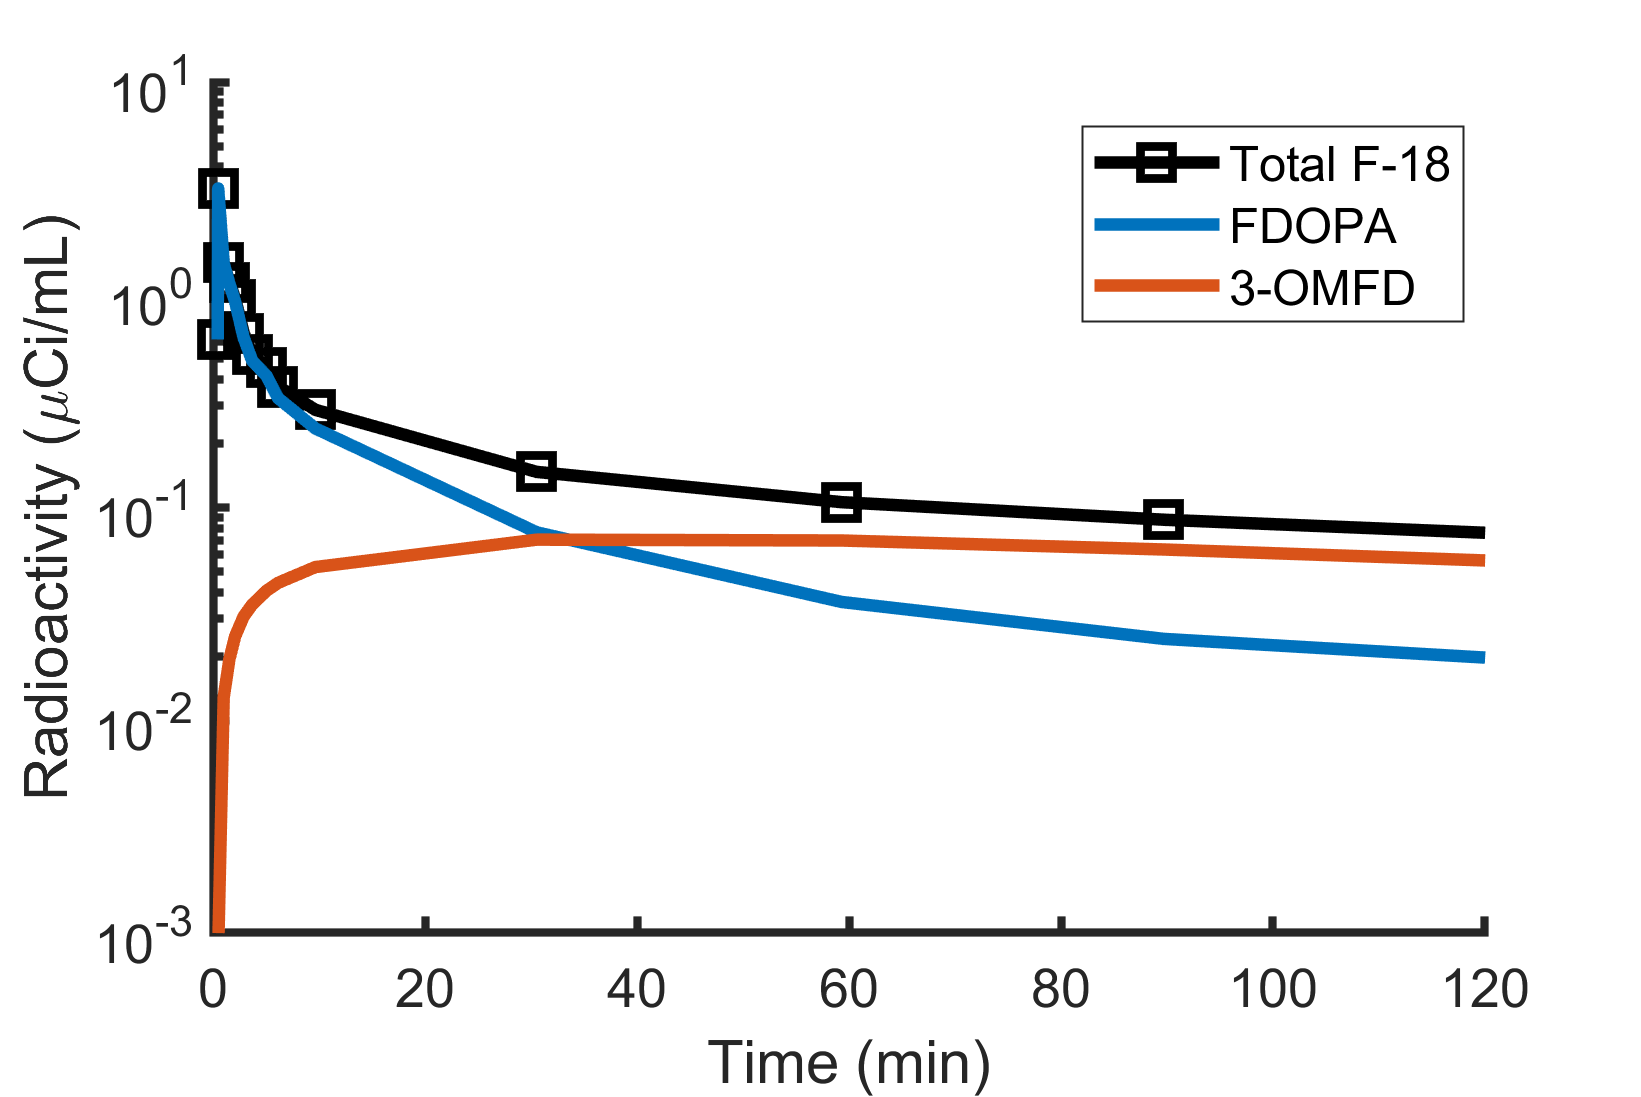 10^1
10^0
10^-1
10^-2
10^-3
Radioactivity (μCi/mL)
Total F-18
FDOPA
3-OMFD
0 20 40 60 80 100 120
Time (min)